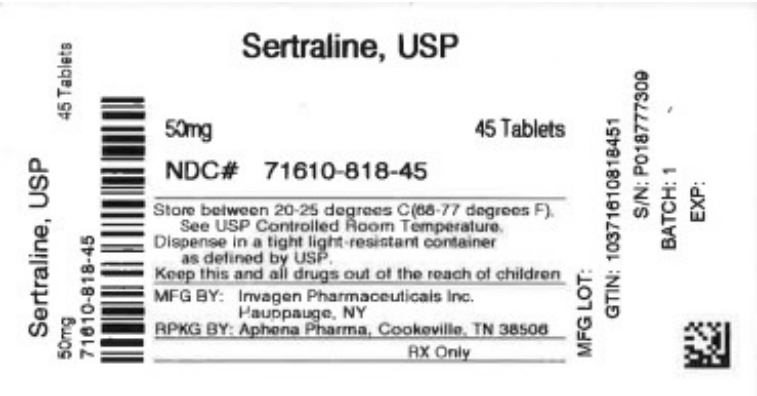 Sertraline, USP
50mg 45 Tablets
NDC# 71610-818-45
Store between 20-25 degrees C(68-77 degrees F).
See USP Controlled Room Temperature.
Dispense in a tight light-resistant container
as defined by USP.
Keep this and all drugs out of the reach of children
MFG BY: Invagen Pharmaceuticals Inc.
Hauppauge, NY
RPKG BY: Aphena Pharma, Cookeville, TN 38506
RX Only
Sertraline, USP
50mg 45 Tablets
71610-818-45
MFG LOT:
GTIN: 10371610818451
S/N: P018777309
BATCH: 1
EXP: